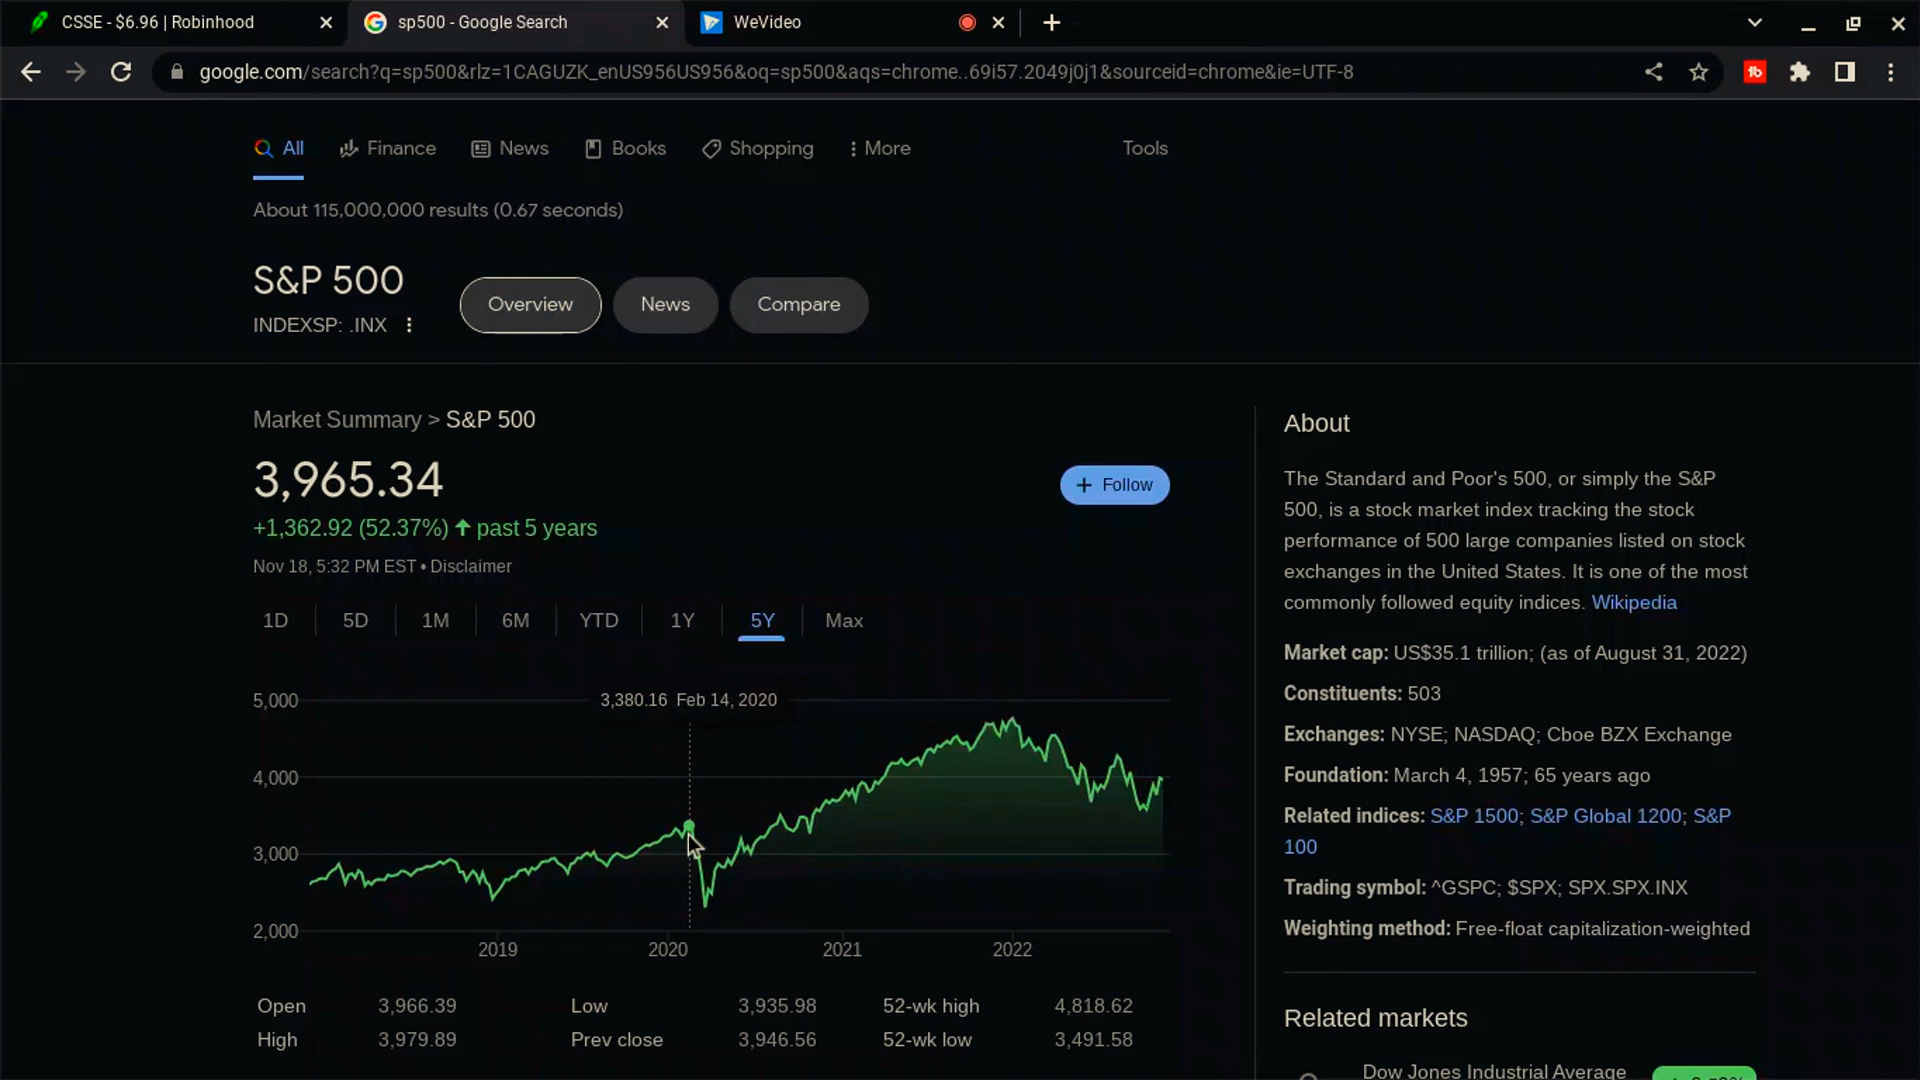 CSSE - $6.96 | Robinhood
sp500 - Google Search
WeVideo
google.com/search?q=sp500&rlz=1CAGUZK_enUS956US956&oq=sp500&aqs=chrome..69i57.2049j0j1&sourceid=chrome&ie=UTF-8
All Finance News Books Shopping More Tools
About 115,000,000 results (0.67 seconds)
S&P 500
INDEXSP: .INX
Overview News Compare
Market Summary > S&P 500
3,965.34
+1,362.92 (52.37%) past 5 years
Nov 18, 5:32 PM EST • Disclaimer
+ Follow
1D 5D 1M 6M YTD 1Y 5Y Max
3,380.16 Feb 14, 2020
5,000
4,000
3,000
2,000
2019 2020 2021 2022
Open 3,966.39 Low 3,935.98 52-wk high 4,818.62
High 3,979.89 Prev close 3,946.56 52-wk low 3,491.58
About
The Standard and Poor's 500, or simply the S&P
500, is a stock market index tracking the stock
performance of 500 large companies listed on stock
exchanges in the United States. It is one of the most
commonly followed equity indices. Wikipedia
Market cap: US$35.1 trillion; (as of August 31, 2022)
Constituents: 503
Exchanges: NYSE; NASDAQ; Cboe BZX Exchange
Foundation: March 4, 1957; 65 years ago
Related indices: S&P 1500; S&P Global 1200; S&P
100
Trading symbol: ^GSPC; $SPX; SPX.SPX.INX
Weighting method: Free-float capitalization-weighted
Related markets
Dow Jones Industrial Average